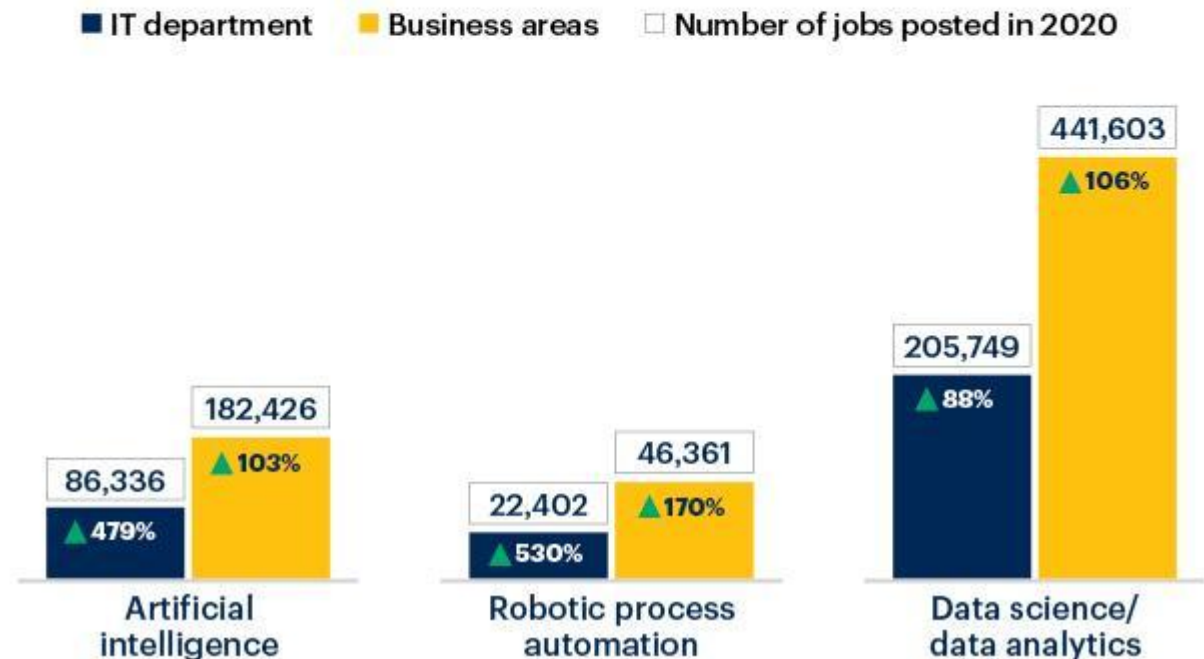 IT department Business areas Number of jobs posted in 2020
441,603
▲106%
205,749
▲88%
182,426
▲103%
86,336
▲479%
46,361
▲170%
22,402
▲530%
Artificial
intelligence
Robotic process
automation
Data science/
data analytics